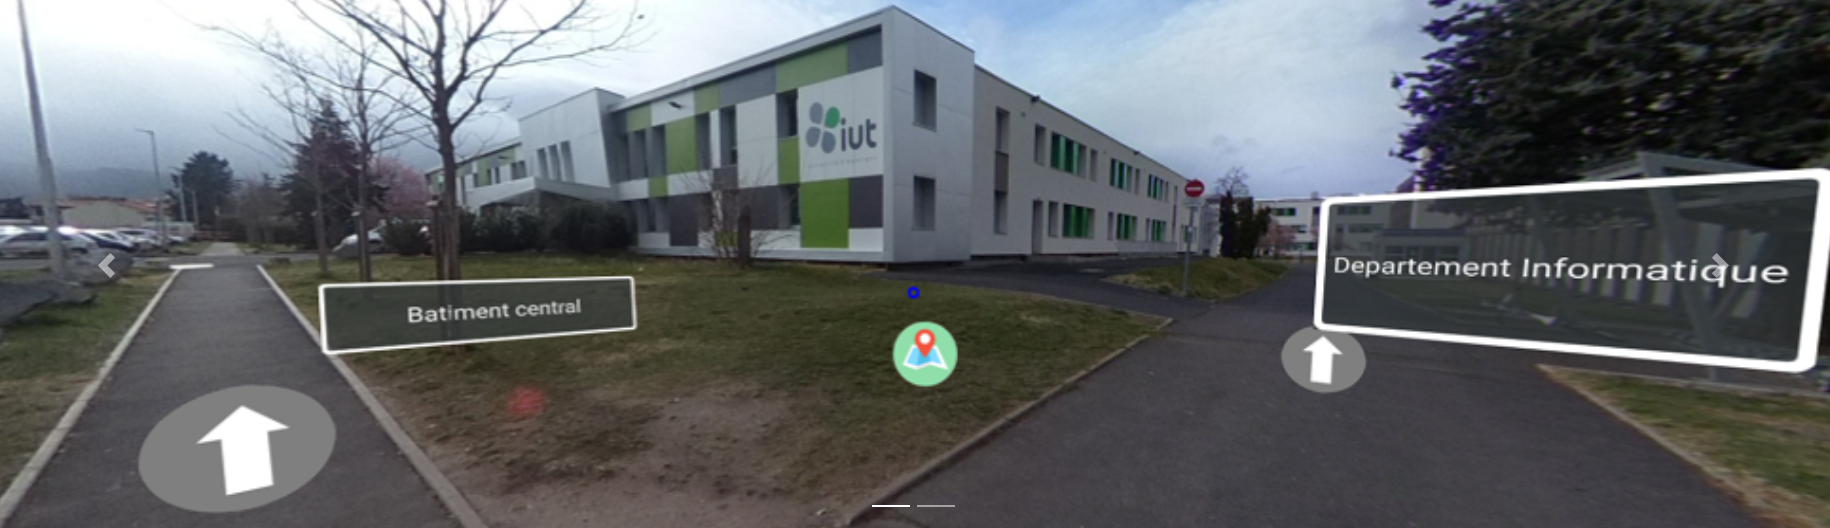 iut
Batiment central
Departement Informatique